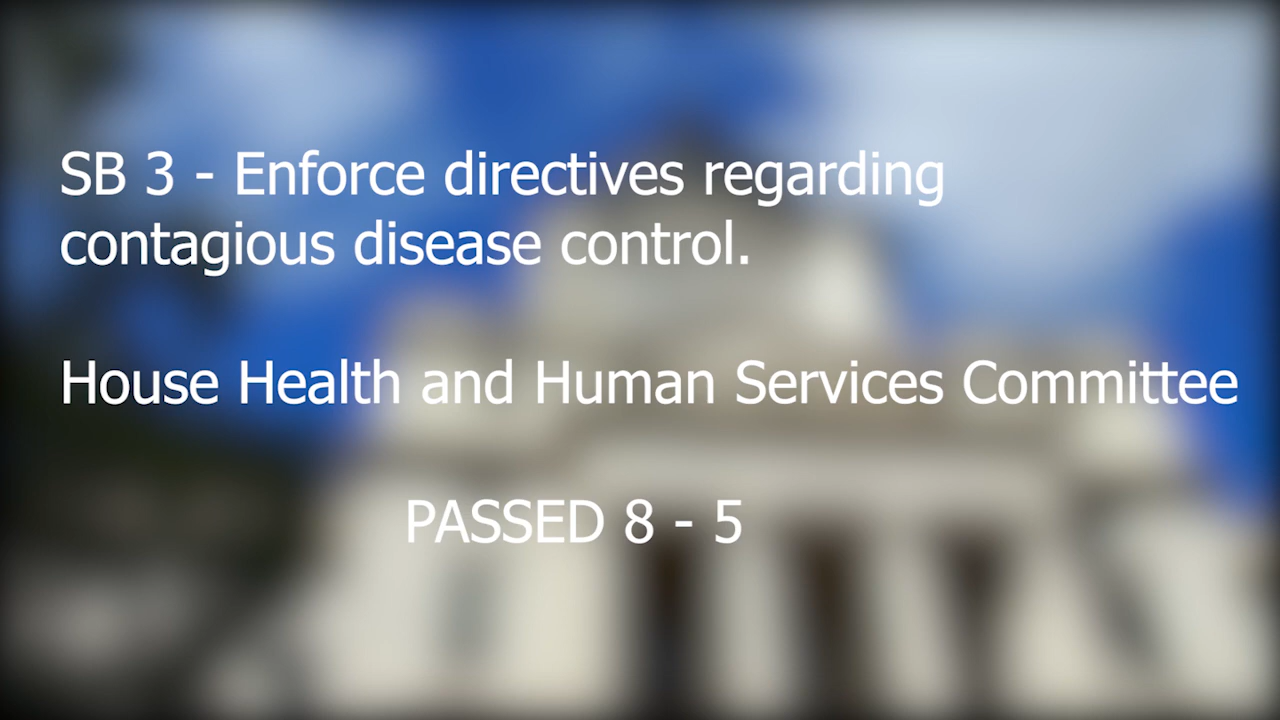 SB 3 - Enforce directives regarding
contagious disease control.
House Health and Human Services Committee
PASSED 8 - 5